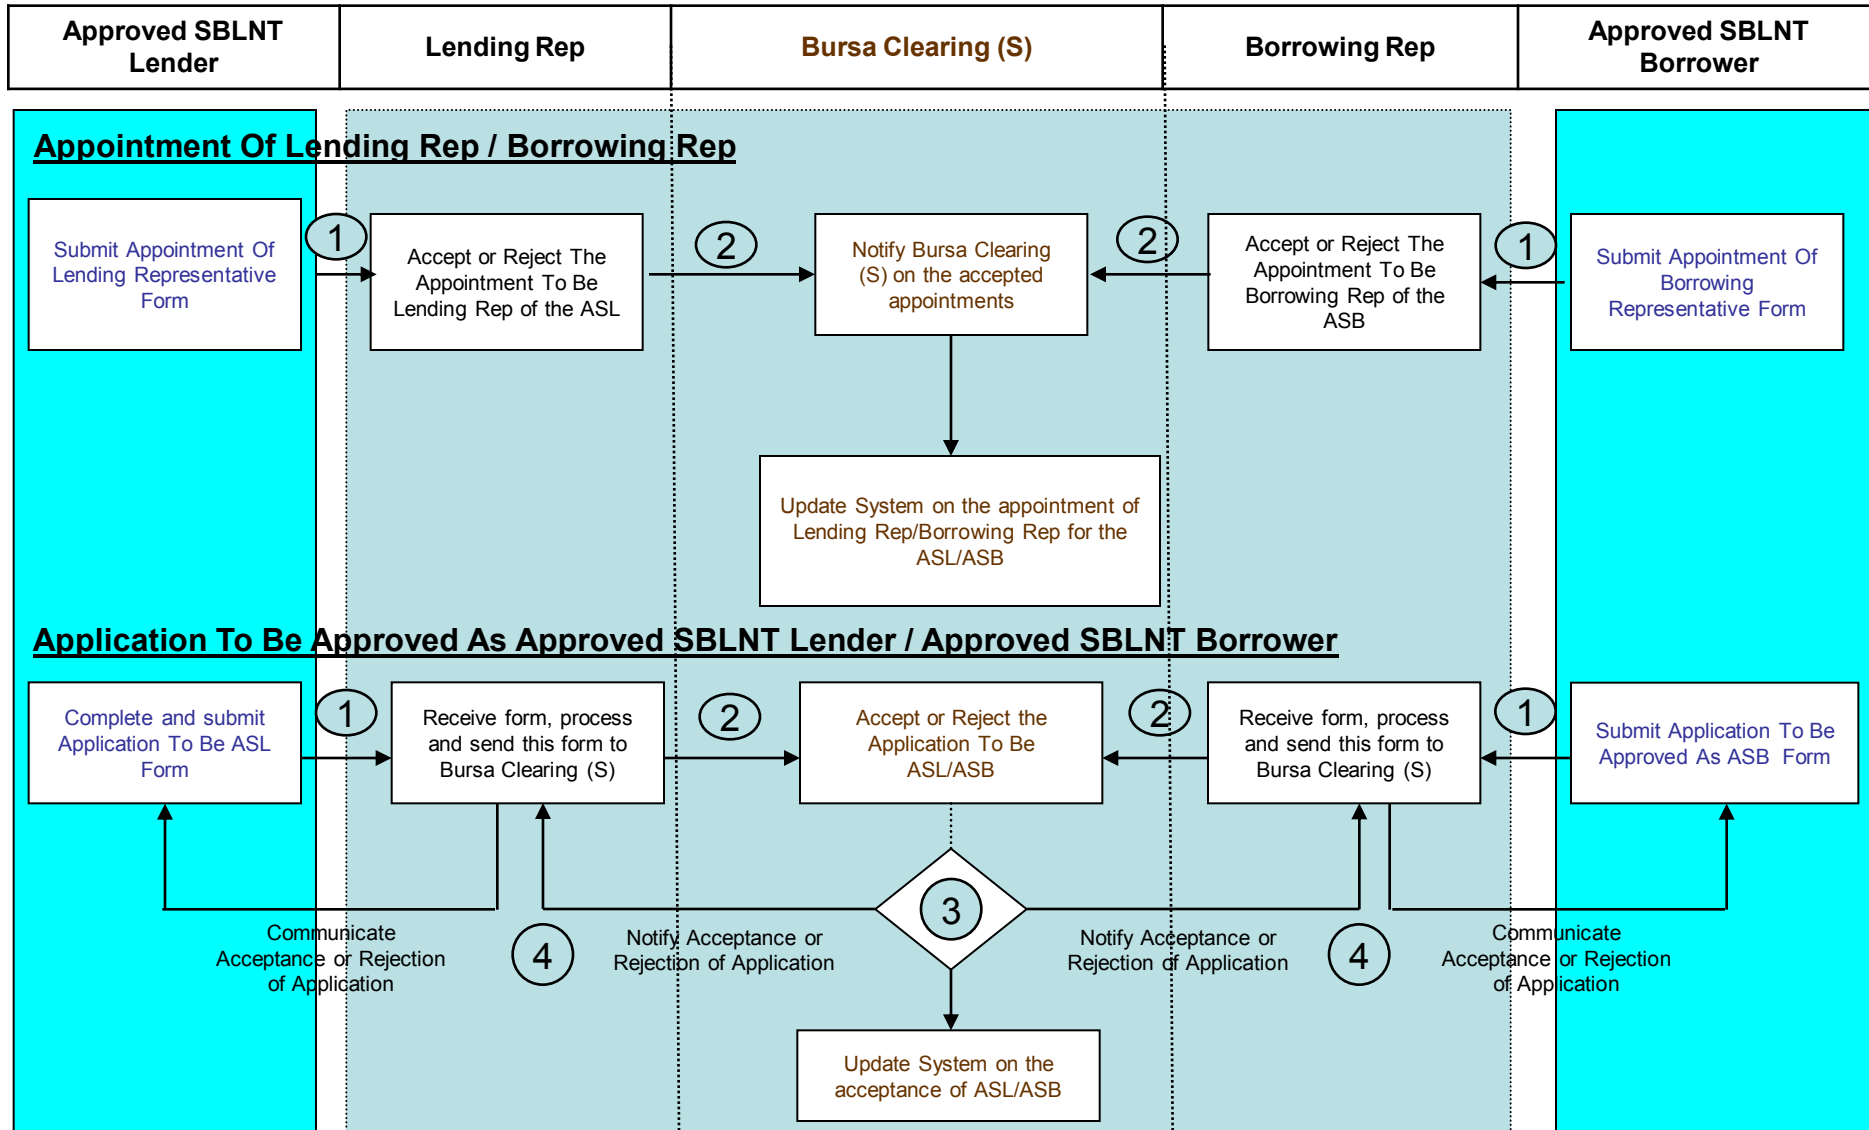 Approved SBLNT
Lender
Lending Rep
Bursa Clearing (S)
Borrowing Rep
Approved SBLNT
Borrower
Appointment Of Lending Rep / Borrowing Rep
Submit Appointment Of
Lending Representative
Form
1
Accept or Reject The
Appointment To Be
Lending Rep of the ASL
2
Notify Bursa Clearing
(S) on the accepted
appointments
2
Accept or Reject The
Appointment To Be
Borrowing Rep of the
ASB
1
Submit Appointment Of
Borrowing
Representative Form
Update System on the appointment of
Lending Rep/Borrowing Rep for the
ASL/ASB
Application To Be Approved As Approved SBLNT Lender / Approved SBLNT Borrower
Complete and submit
Application To Be ASL
Form
1
Receive form, process
and send this form to
Bursa Clearing (S)
2
Accept or Reject the
Application To Be
ASL/ASB
2
Receive form, process
and send this form to
Bursa Clearing (S)
1
Submit Application To Be
Approved As ASB Form
3
Communicate
Acceptance or Rejection
of Application
4
Notify Acceptance or
Rejection of Application
Notify Acceptance or
Rejection of Application
4
Communicate
Acceptance or Rejection
of Application
Update System on the
acceptance of ASL/ASB